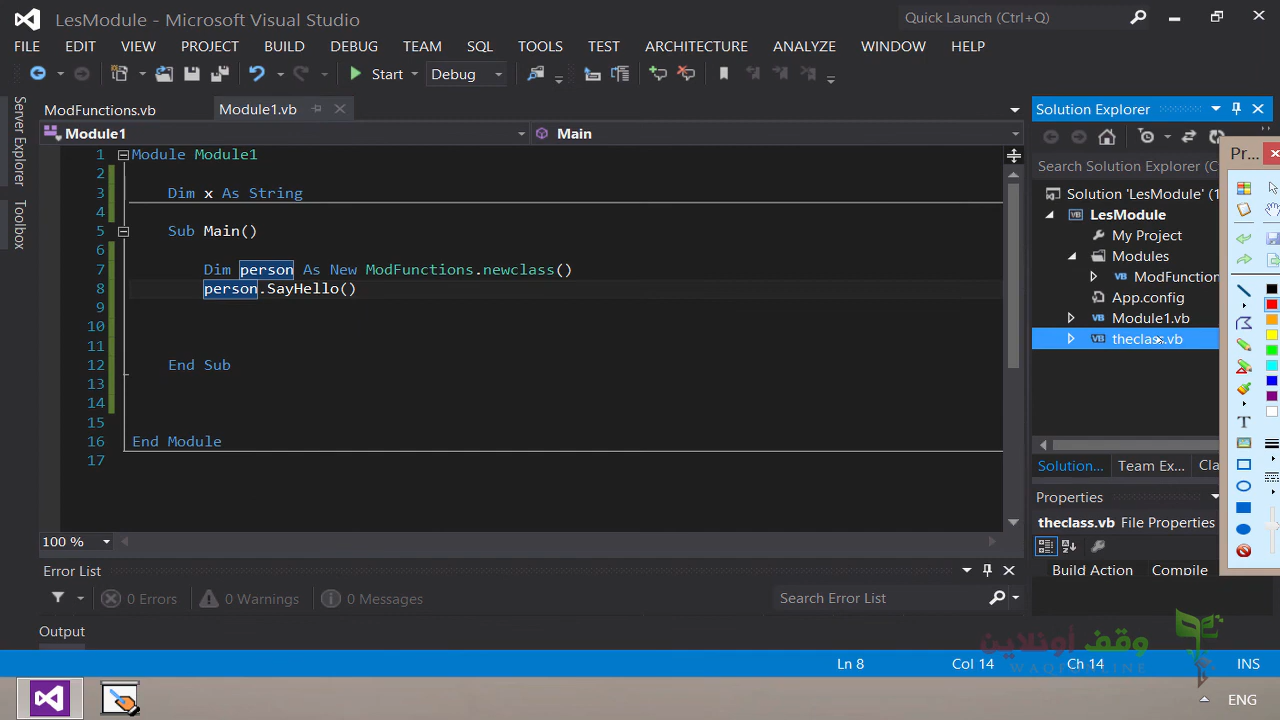 LesModule - Microsoft Visual Studio
Quick Launch (Ctrl+Q)
FILE EDIT VIEW PROJECT BUILD DEBUG TEAM SQL TOOLS TEST ARCHITECTURE ANALYZE WINDOW HELP
Start Debug
Server Explorer
Toolbox
ModFunctions.vb Module1.vb
Module1 Main
1 Module Module1
2
3 Dim x As String
4
5 Sub Main()
6
7 Dim person As New ModFunctions.newclass()
8 person.SayHello()
9
10
11
12 End Sub
13
14
15
16 End Module
17
100 %
Error List
0 Errors 0 Warnings 0 Messages
Search Error List
Output
Solution Explorer
Search Solution Explorer (C
Solution 'LesModule' (1
LesModule
My Project
Modules
ModFunction
App.config
Module1.vb
theclass.vb
Solution... Team Ex... Cla
Properties
theclass.vb File Properties
Build Action Compile
Pr...
T
وقف أونلاين
WAQF ONLINE
Ln 8 Col 14 Ch 14 INS
ENG